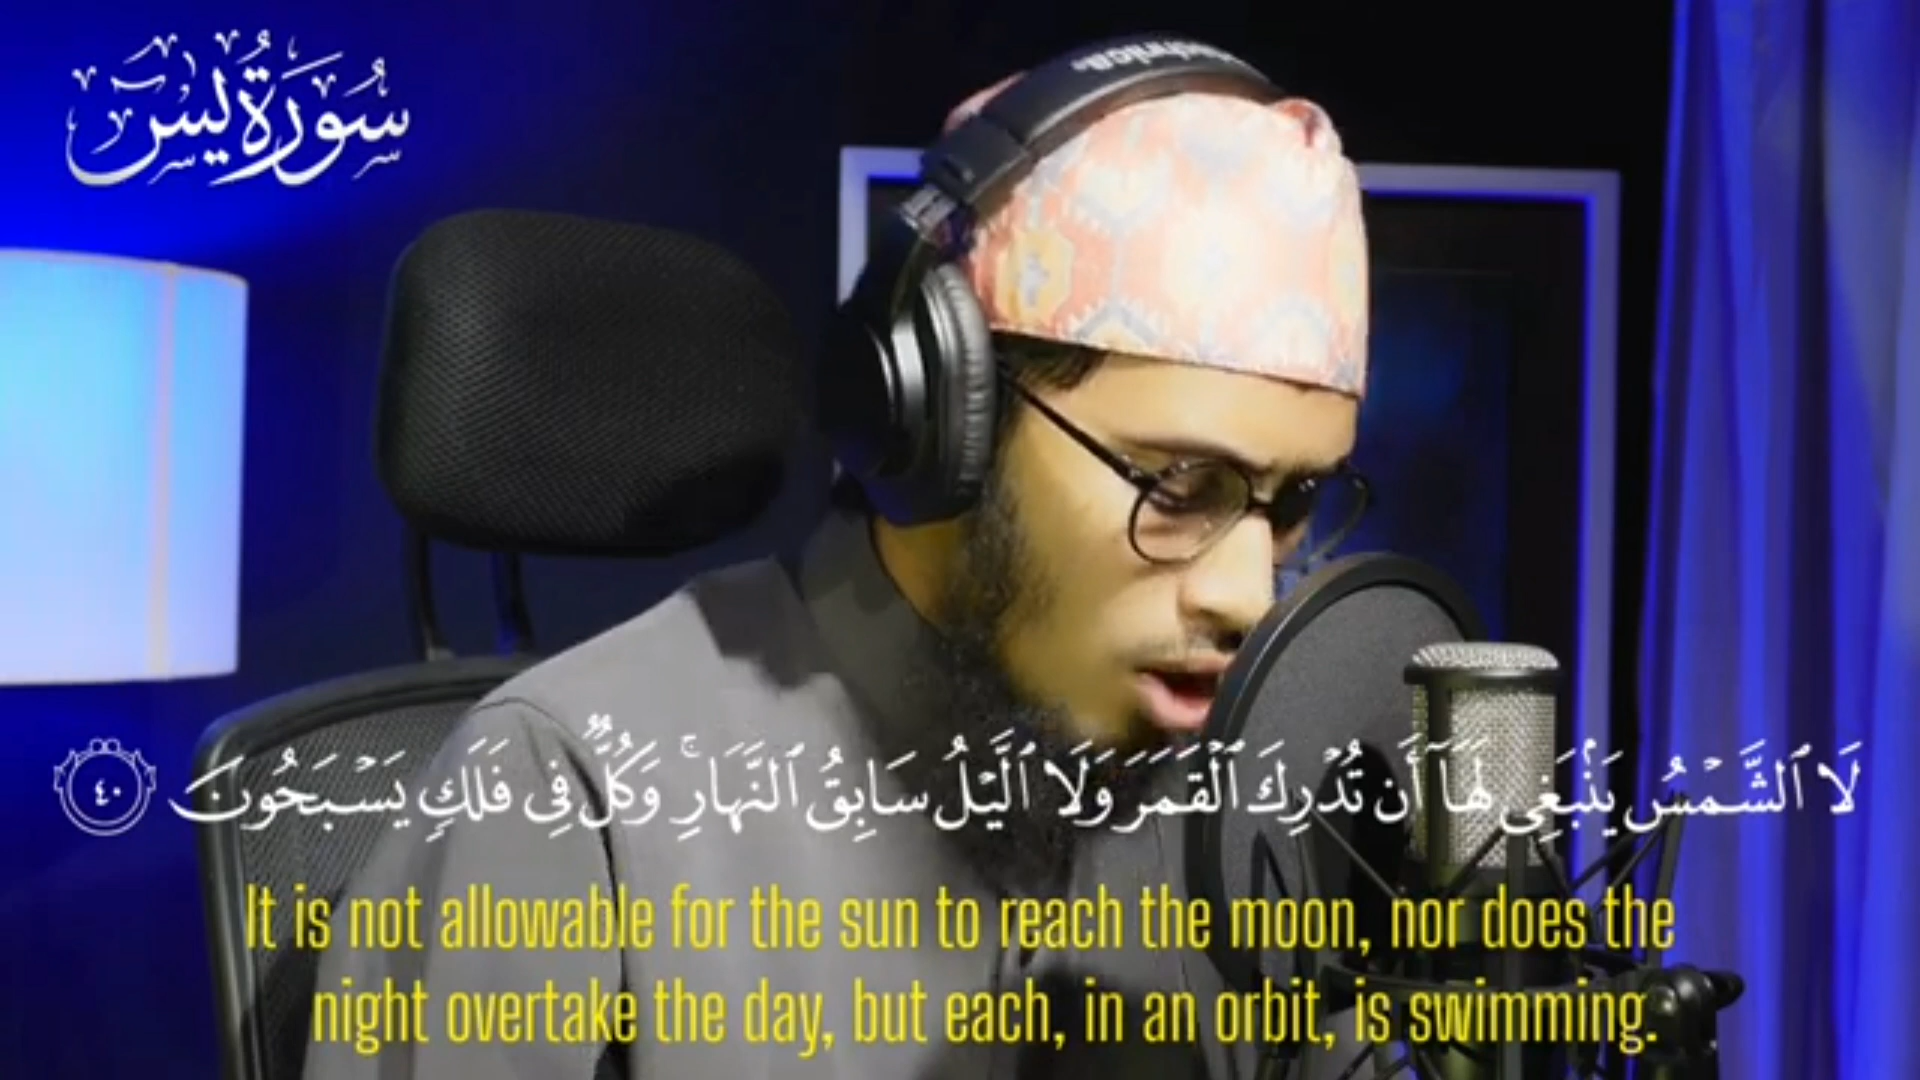 سُورَةُ يسٓ
technica
لَا ٱلشَّمْسُ يَنۢبَغِى لَهَآ أَن تُدْرِكَ ٱلْقَمَرَ وَلَا ٱلَّيْلُ سَابِقُ ٱلنَّهَارِ ۚ وَكُلٌّ فِى فَلَكٍ يَسْبَحُونَ ٤٠
It is not allowable for the sun to reach the moon, nor does the
night overtake the day, but each, in an orbit, is swimming.